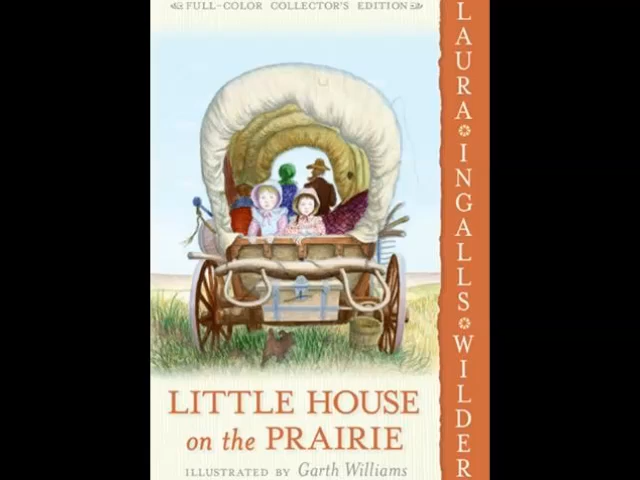 FULL-COLOR COLLECTOR'S EDITION
LAURA INGALLS WILDER
LITTLE HOUSE
on the PRAIRIE
ILLUSTRATED BY Garth Williams